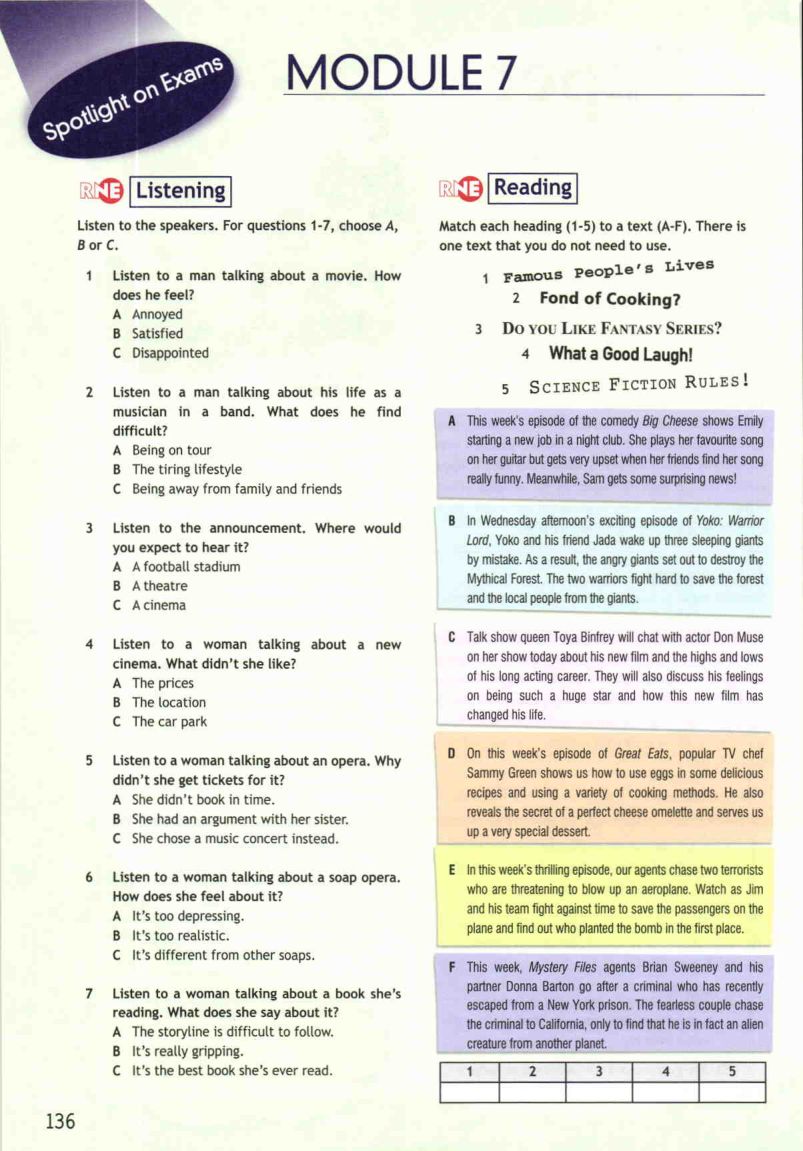 Spotlight on Exams
MODULE 7
RNE Listening
Listen to the speakers. For questions 1-7, choose A,
B or C.
1 Listen to a man talking about a movie. How
does he feel?
A Annoyed
B Satisfied
C Disappointed
2 Listen to a man talking about his life as a
musician in a band. What does he find
difficult?
A Being on tour
B The tiring lifestyle
C Being away from family and friends
3 Listen to the announcement. Where would
you expect to hear it?
A A football stadium
B A theatre
C A cinema
4 Listen to a woman talking about a new
cinema. What didn't she like?
A The prices
B The location
C The car park
5 Listen to a woman talking about an opera. Why
didn't she get tickets for it?
A She didn't book in time.
B She had an argument with her sister.
C She chose a music concert instead.
6 Listen to a woman talking about a soap opera.
How does she feel about it?
A It's too depressing.
B It's too realistic.
C It's different from other soaps.
7 Listen to a woman talking about a book she's
reading. What does she say about it?
A The storyline is difficult to follow.
B It's really gripping.
C It's the best book she's ever read.
RNE Reading
Match each heading (1-5) to a text (A-F). There is
one text that you do not need to use.
1 Famous People's Lives
2 Fond of Cooking?
3 DO YOU LIKE FANTASY SERIES?
4 What a Good Laugh!
5 SCIENCE FICTION RULES!
A This week's episode of the comedy Big Cheese shows Emily
starting a new job in a night club. She plays her favourite song
on her guitar but gets very upset when her friends find her song
really funny. Meanwhile, Sam gets some surprising news!
B In Wednesday afternoon's exciting episode of Yoko: Warrior
Lord, Yoko and his friend Jada wake up three sleeping giants
by mistake. As a result, the angry giants set out to destroy the
Mythical Forest. The two warriors fight hard to save the forest
and the local people from the giants.
C Talk show queen Toya Binfrey will chat with actor Don Muse
on her show today about his new film and the highs and lows
of his long acting career. They will also discuss his feelings
on being such a huge star and how this new film has
changed his life.
D On this week's episode of Great Eats, popular TV chef
Sammy Green shows us how to use eggs in some delicious
recipes and using a variety of cooking methods. He also
reveals the secret of a perfect cheese omelette and serves us
up a very special dessert.
E In this week's thrilling episode, our agents chase two terrorists
who are threatening to blow up an aeroplane. Watch as Jim
and his team fight against time to save the passengers on the
plane and find out who planted the bomb in the first place.
F This week, Mystery Files agents Brian Sweeney and his
partner Donna Barton go after a criminal who has recently
escaped from a New York prison. The fearless couple chase
the criminal to California, only to find that he is in fact an alien
creature from another planet.
1 2 3 4 5
136